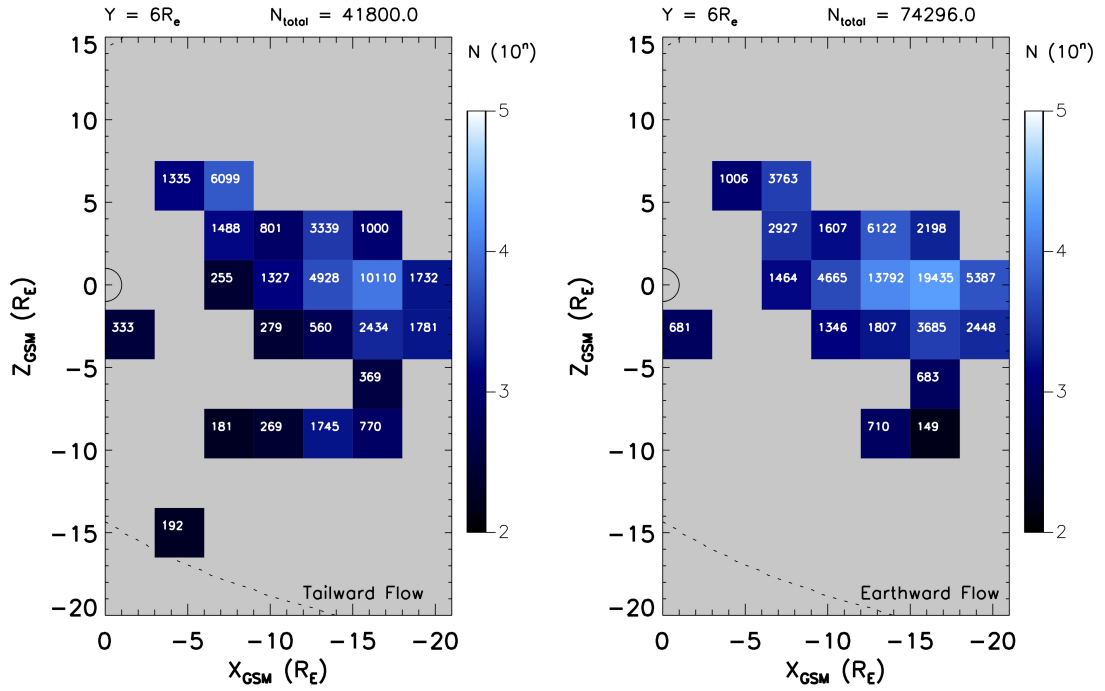 Y = 6Rₑ N_total = 41800.0
N (10ⁿ)
15
10
5
0
−5
−10
−15
−20
1335 6099
1488 801 3339 1000
255 1327 4928 10110 1732
333 279 560 2434 1781
369
181 269 1745 770
192
Tailward Flow
0 −5 −10 −15 −20
X_GSM (R_E)
Z_GSM (R_E)
5
4
3
2
Y = 6Rₑ N_total = 74296.0
N (10ⁿ)
15
10
5
0
−5
−10
−15
−20
1006 3763
2927 1607 6122 2198
1464 4665 13792 19435 5387
681 1346 1807 3685 2448
683
710 149
Earthward Flow
0 −5 −10 −15 −20
X_GSM (R_E)
Z_GSM (R_E)
5
4
3
2